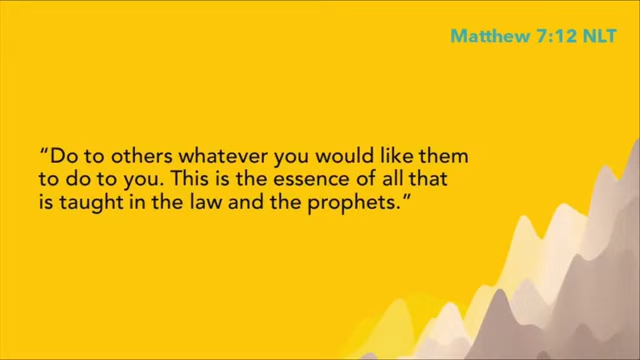 Matthew 7:12 NLT
“Do to others whatever you would like them
to do to you. This is the essence of all that
is taught in the law and the prophets.”